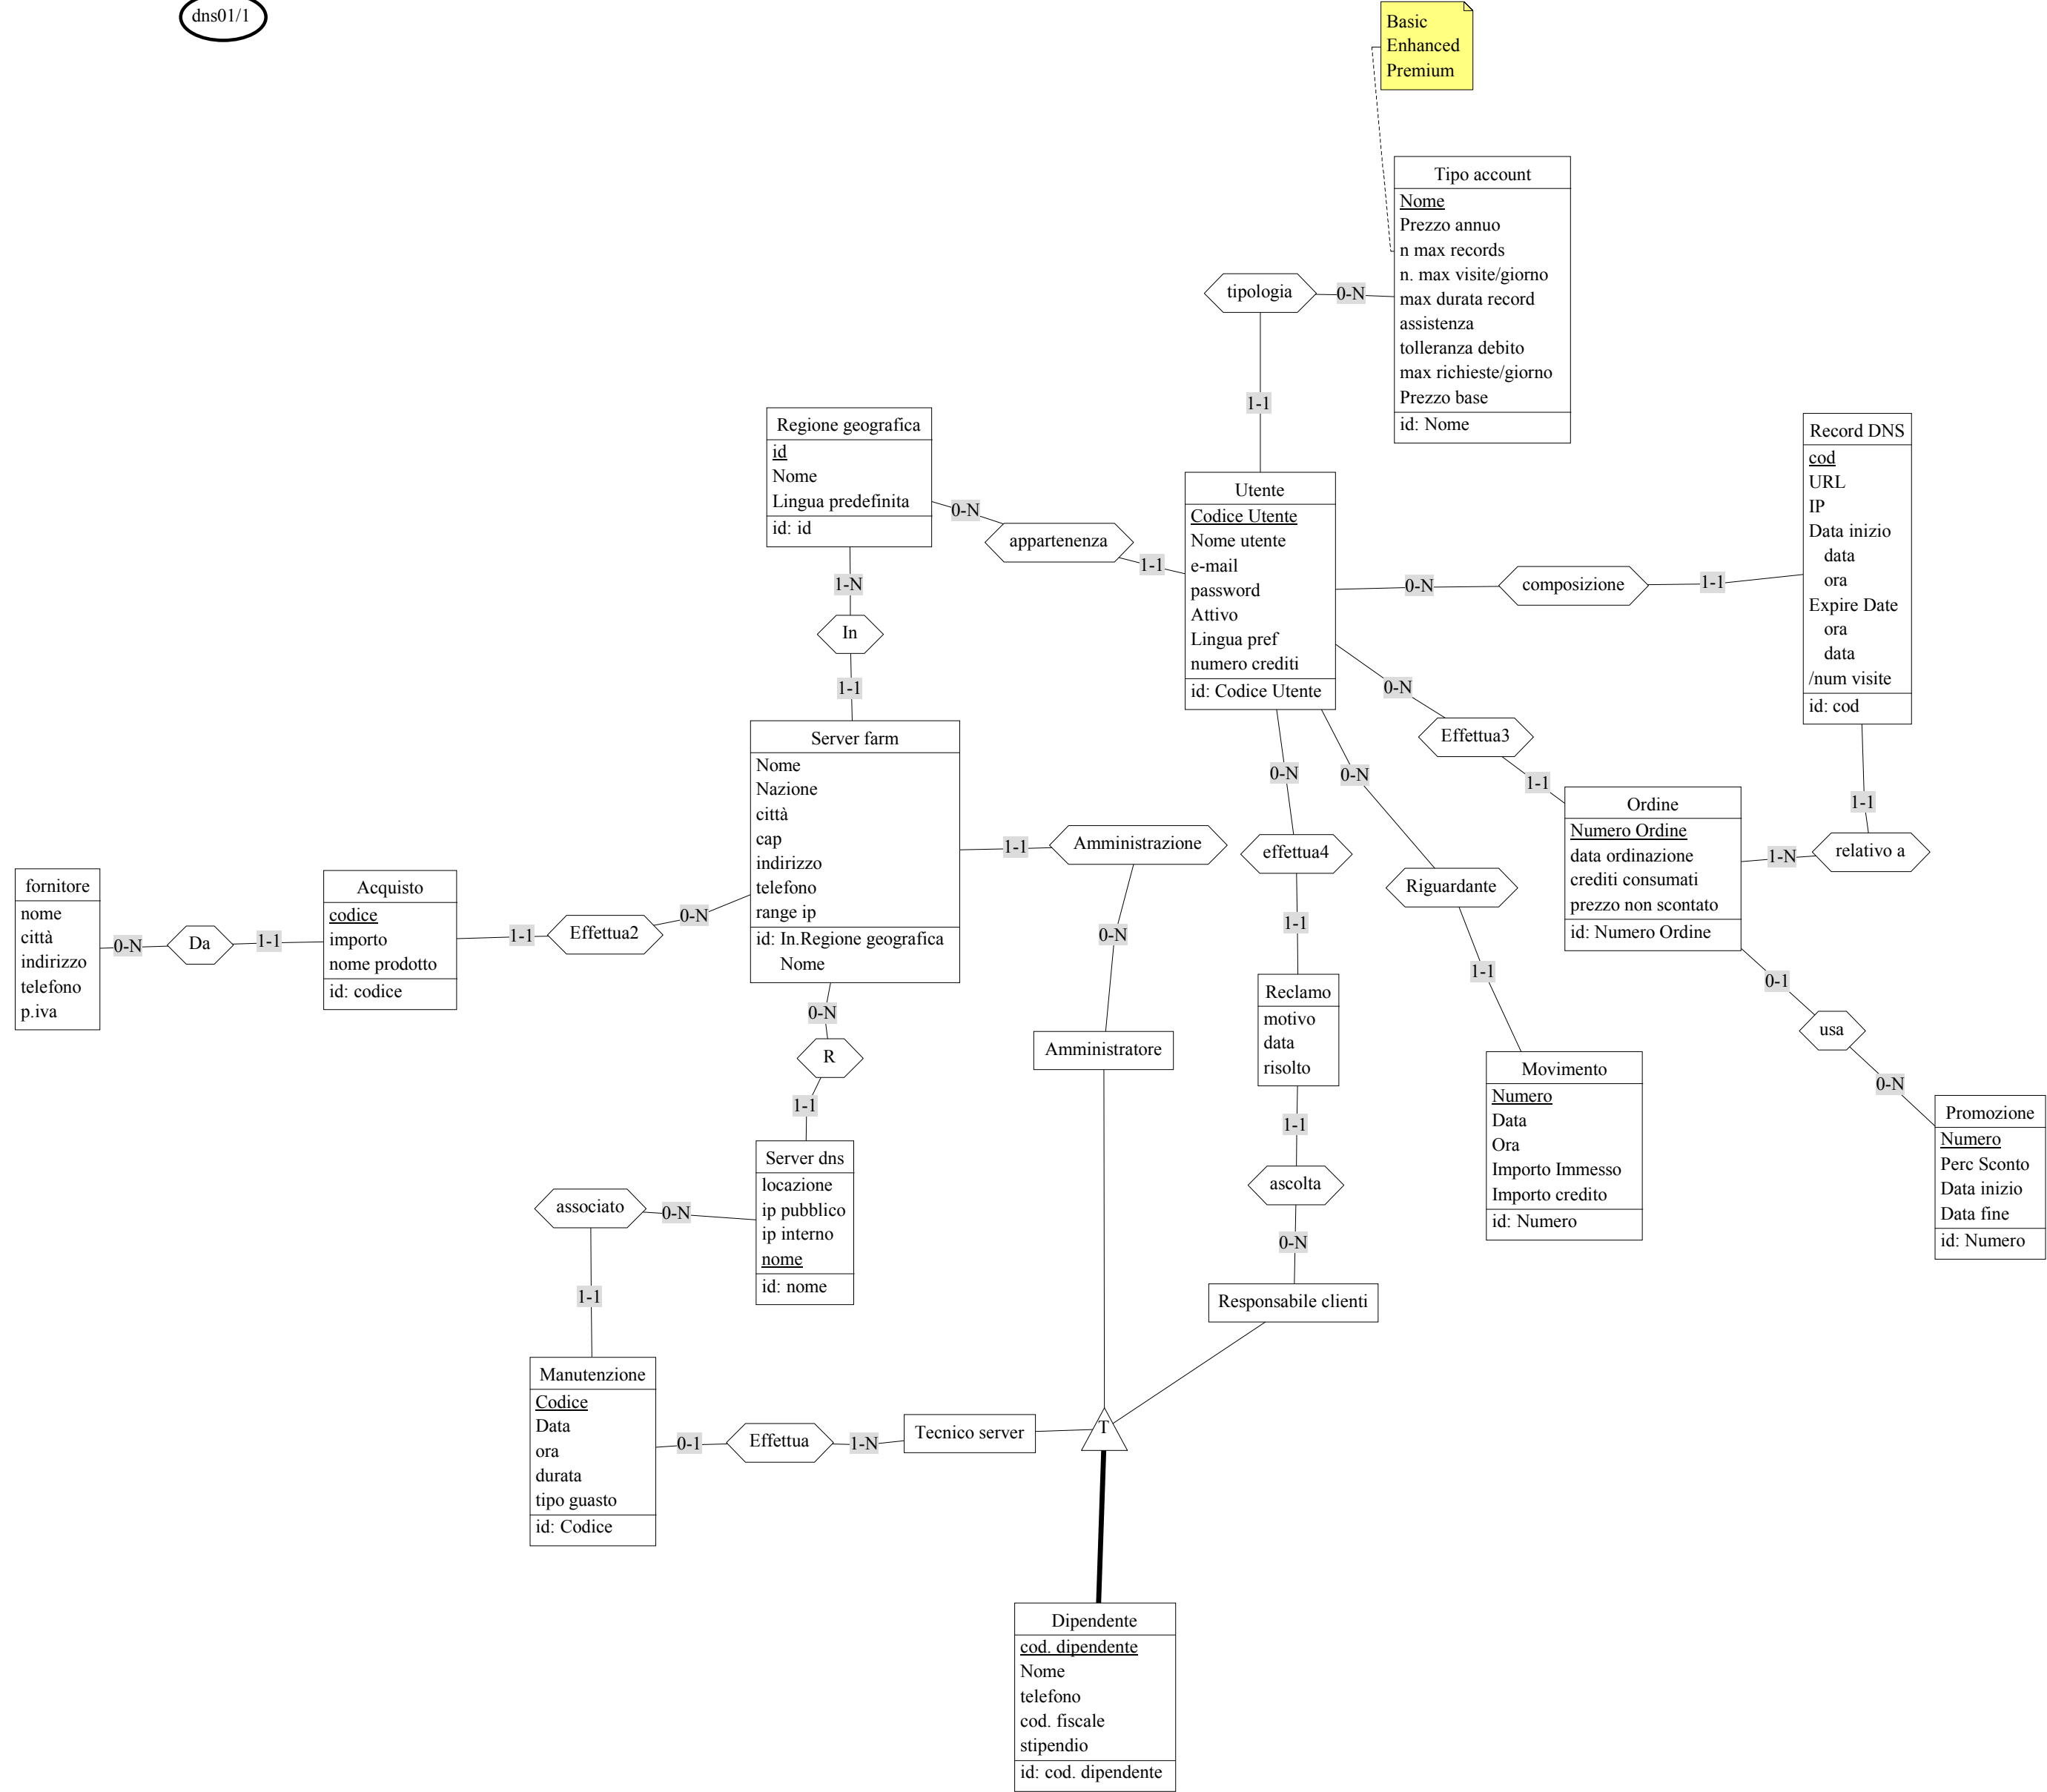 dns01/1
Basic
Enhanced
Premium
Tipo account
Nome
Prezzo annuo
n max records
n. max visite/giorno
max durata record
assistenza
tolleranza debito
max richieste/giorno
Prezzo base
id: Nome
tipologia
0-N
1-1
Regione geografica
id
Nome
Lingua predefinita
id: id
0-N
appartenenza
1-1
Utente
Codice Utente
Nome utente
e-mail
password
Attivo
Lingua pref
numero crediti
id: Codice Utente
0-N
composizione
1-1
Record DNS
cod
URL
IP
Data inizio
data
ora
Expire Date
ora
data
/num visite
id: cod
1-N
In
1-1
0-N
Effettua3
1-1
Server farm
Nome
Nazione
città
cap
indirizzo
telefono
range ip
id: In.Regione geografica
Nome
1-1
Amministrazione
0-N
0-N
effettua4
1-1
0-N
Riguardante
1-1
Ordine
Numero Ordine
data ordinazione
crediti consumati
prezzo non scontato
id: Numero Ordine
1-1
1-N
relativo a
fornitore
nome
città
indirizzo
telefono
p.iva
0-N
Da
1-1
Acquisto
codice
importo
nome prodotto
id: codice
1-1
Effettua2
0-N
0-N
R
1-1
Amministratore
Reclamo
motivo
data
risolto
1-1
ascolta
0-N
Responsabile clienti
Movimento
Numero
Data
Ora
Importo Immesso
Importo credito
id: Numero
0-1
usa
0-N
Promozione
Numero
Perc Sconto
Data inizio
Data fine
id: Numero
Server dns
locazione
ip pubblico
ip interno
nome
id: nome
associato
0-N
1-1
Manutenzione
Codice
Data
ora
durata
tipo guasto
id: Codice
0-1
Effettua
1-N
Tecnico server
T
Dipendente
cod. dipendente
Nome
telefono
cod. fiscale
stipendio
id: cod. dipendente